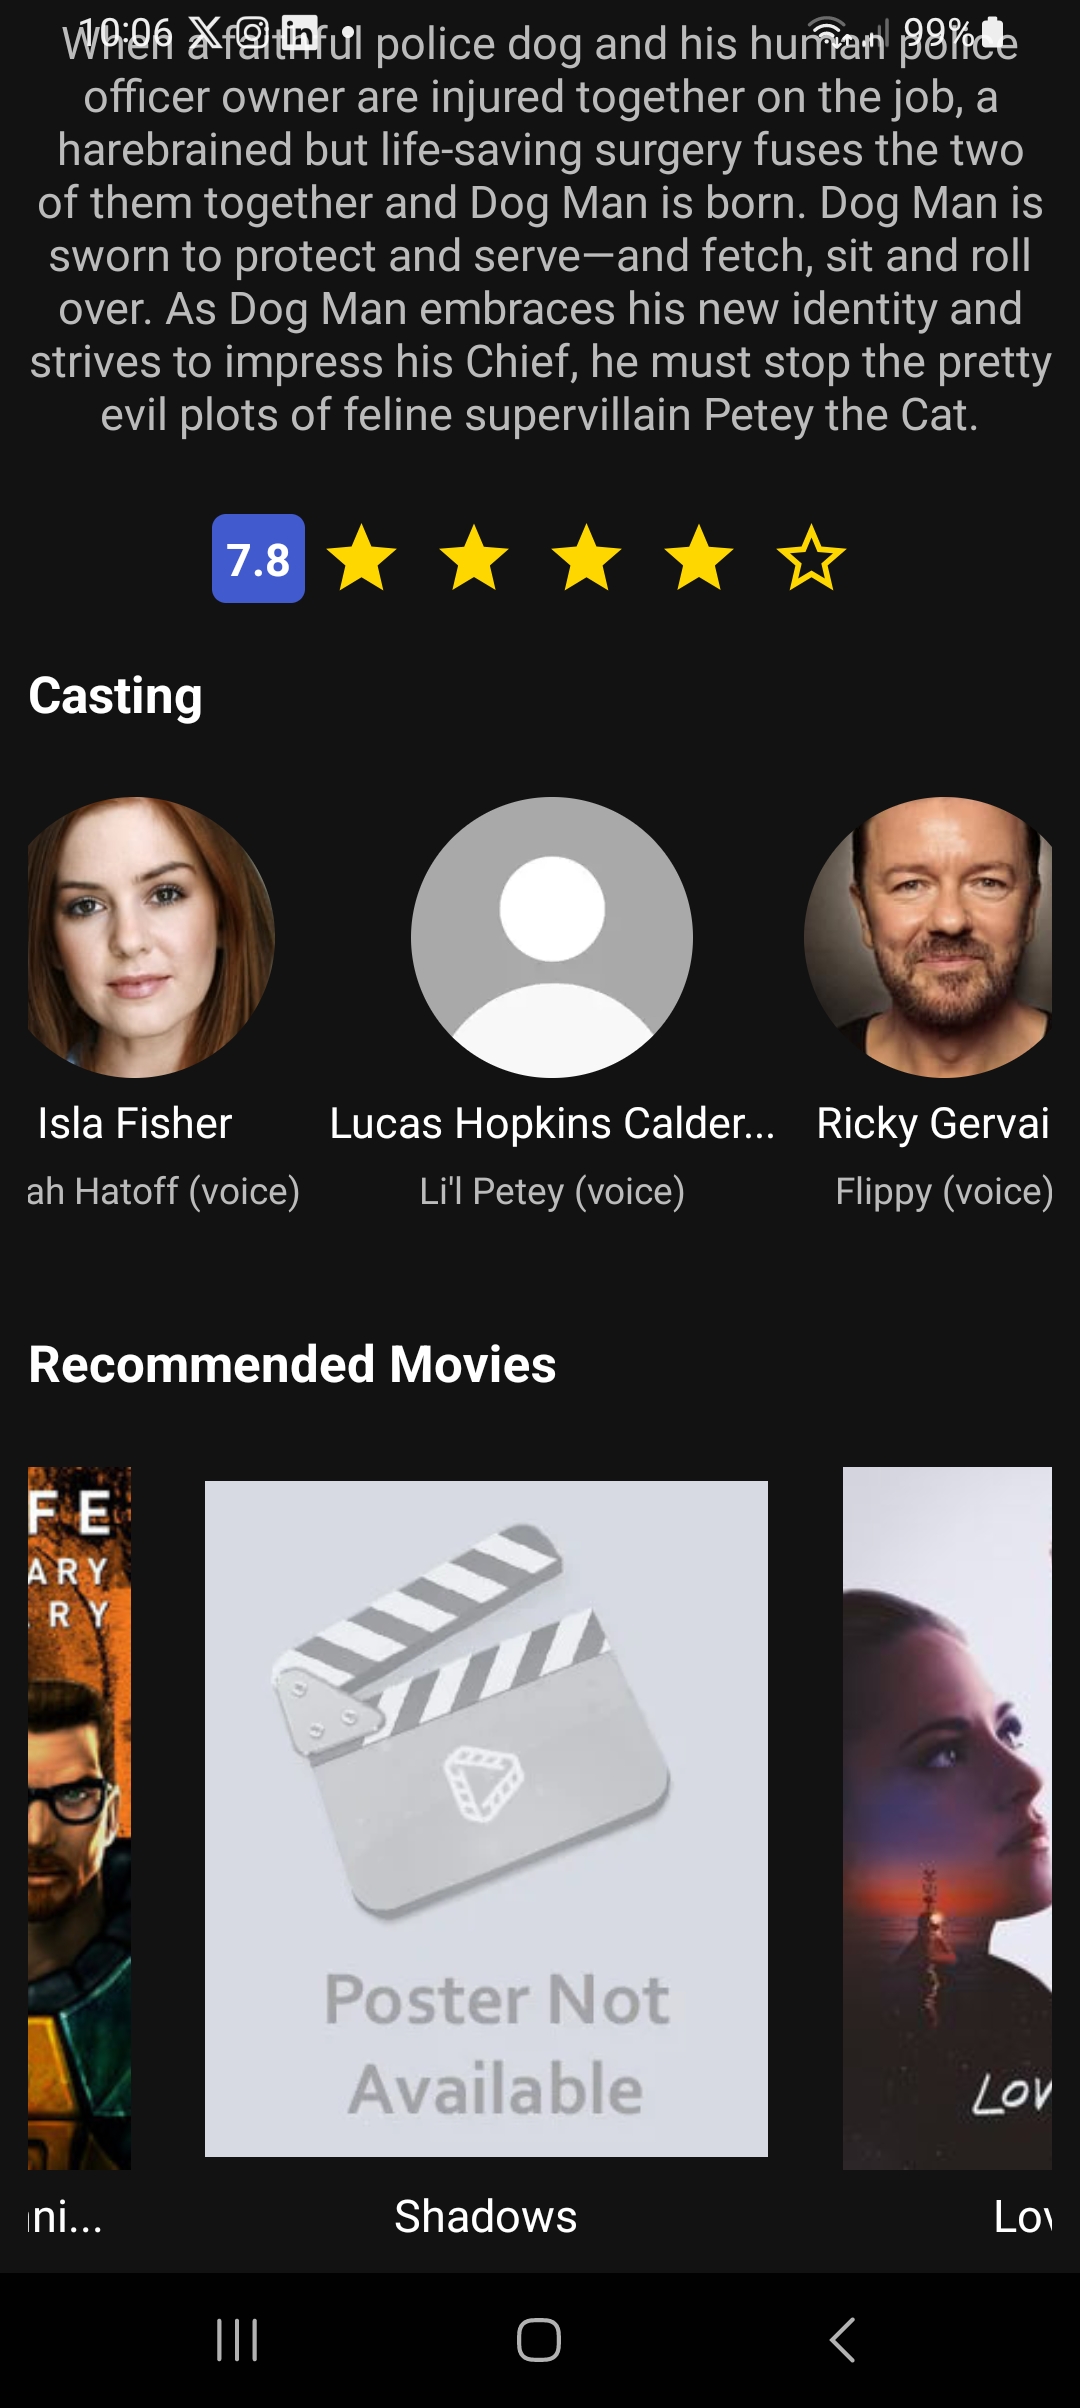 10:06
99%
When a faithful police dog and his human police
officer owner are injured together on the job, a
harebrained but life-saving surgery fuses the two
of them together and Dog Man is born. Dog Man is
sworn to protect and serve—and fetch, sit and roll
over. As Dog Man embraces his new identity and
strives to impress his Chief, he must stop the pretty
evil plots of feline supervillain Petey the Cat.
7.8
Casting
Isla Fisher
Lucas Hopkins Calder...
Ricky Gervai
ah Hatoff (voice)
Li'l Petey (voice)
Flippy (voice)
Recommended Movies
FE
ARY
RY
Poster Not
Available
LOV
ni...
Shadows
Lov